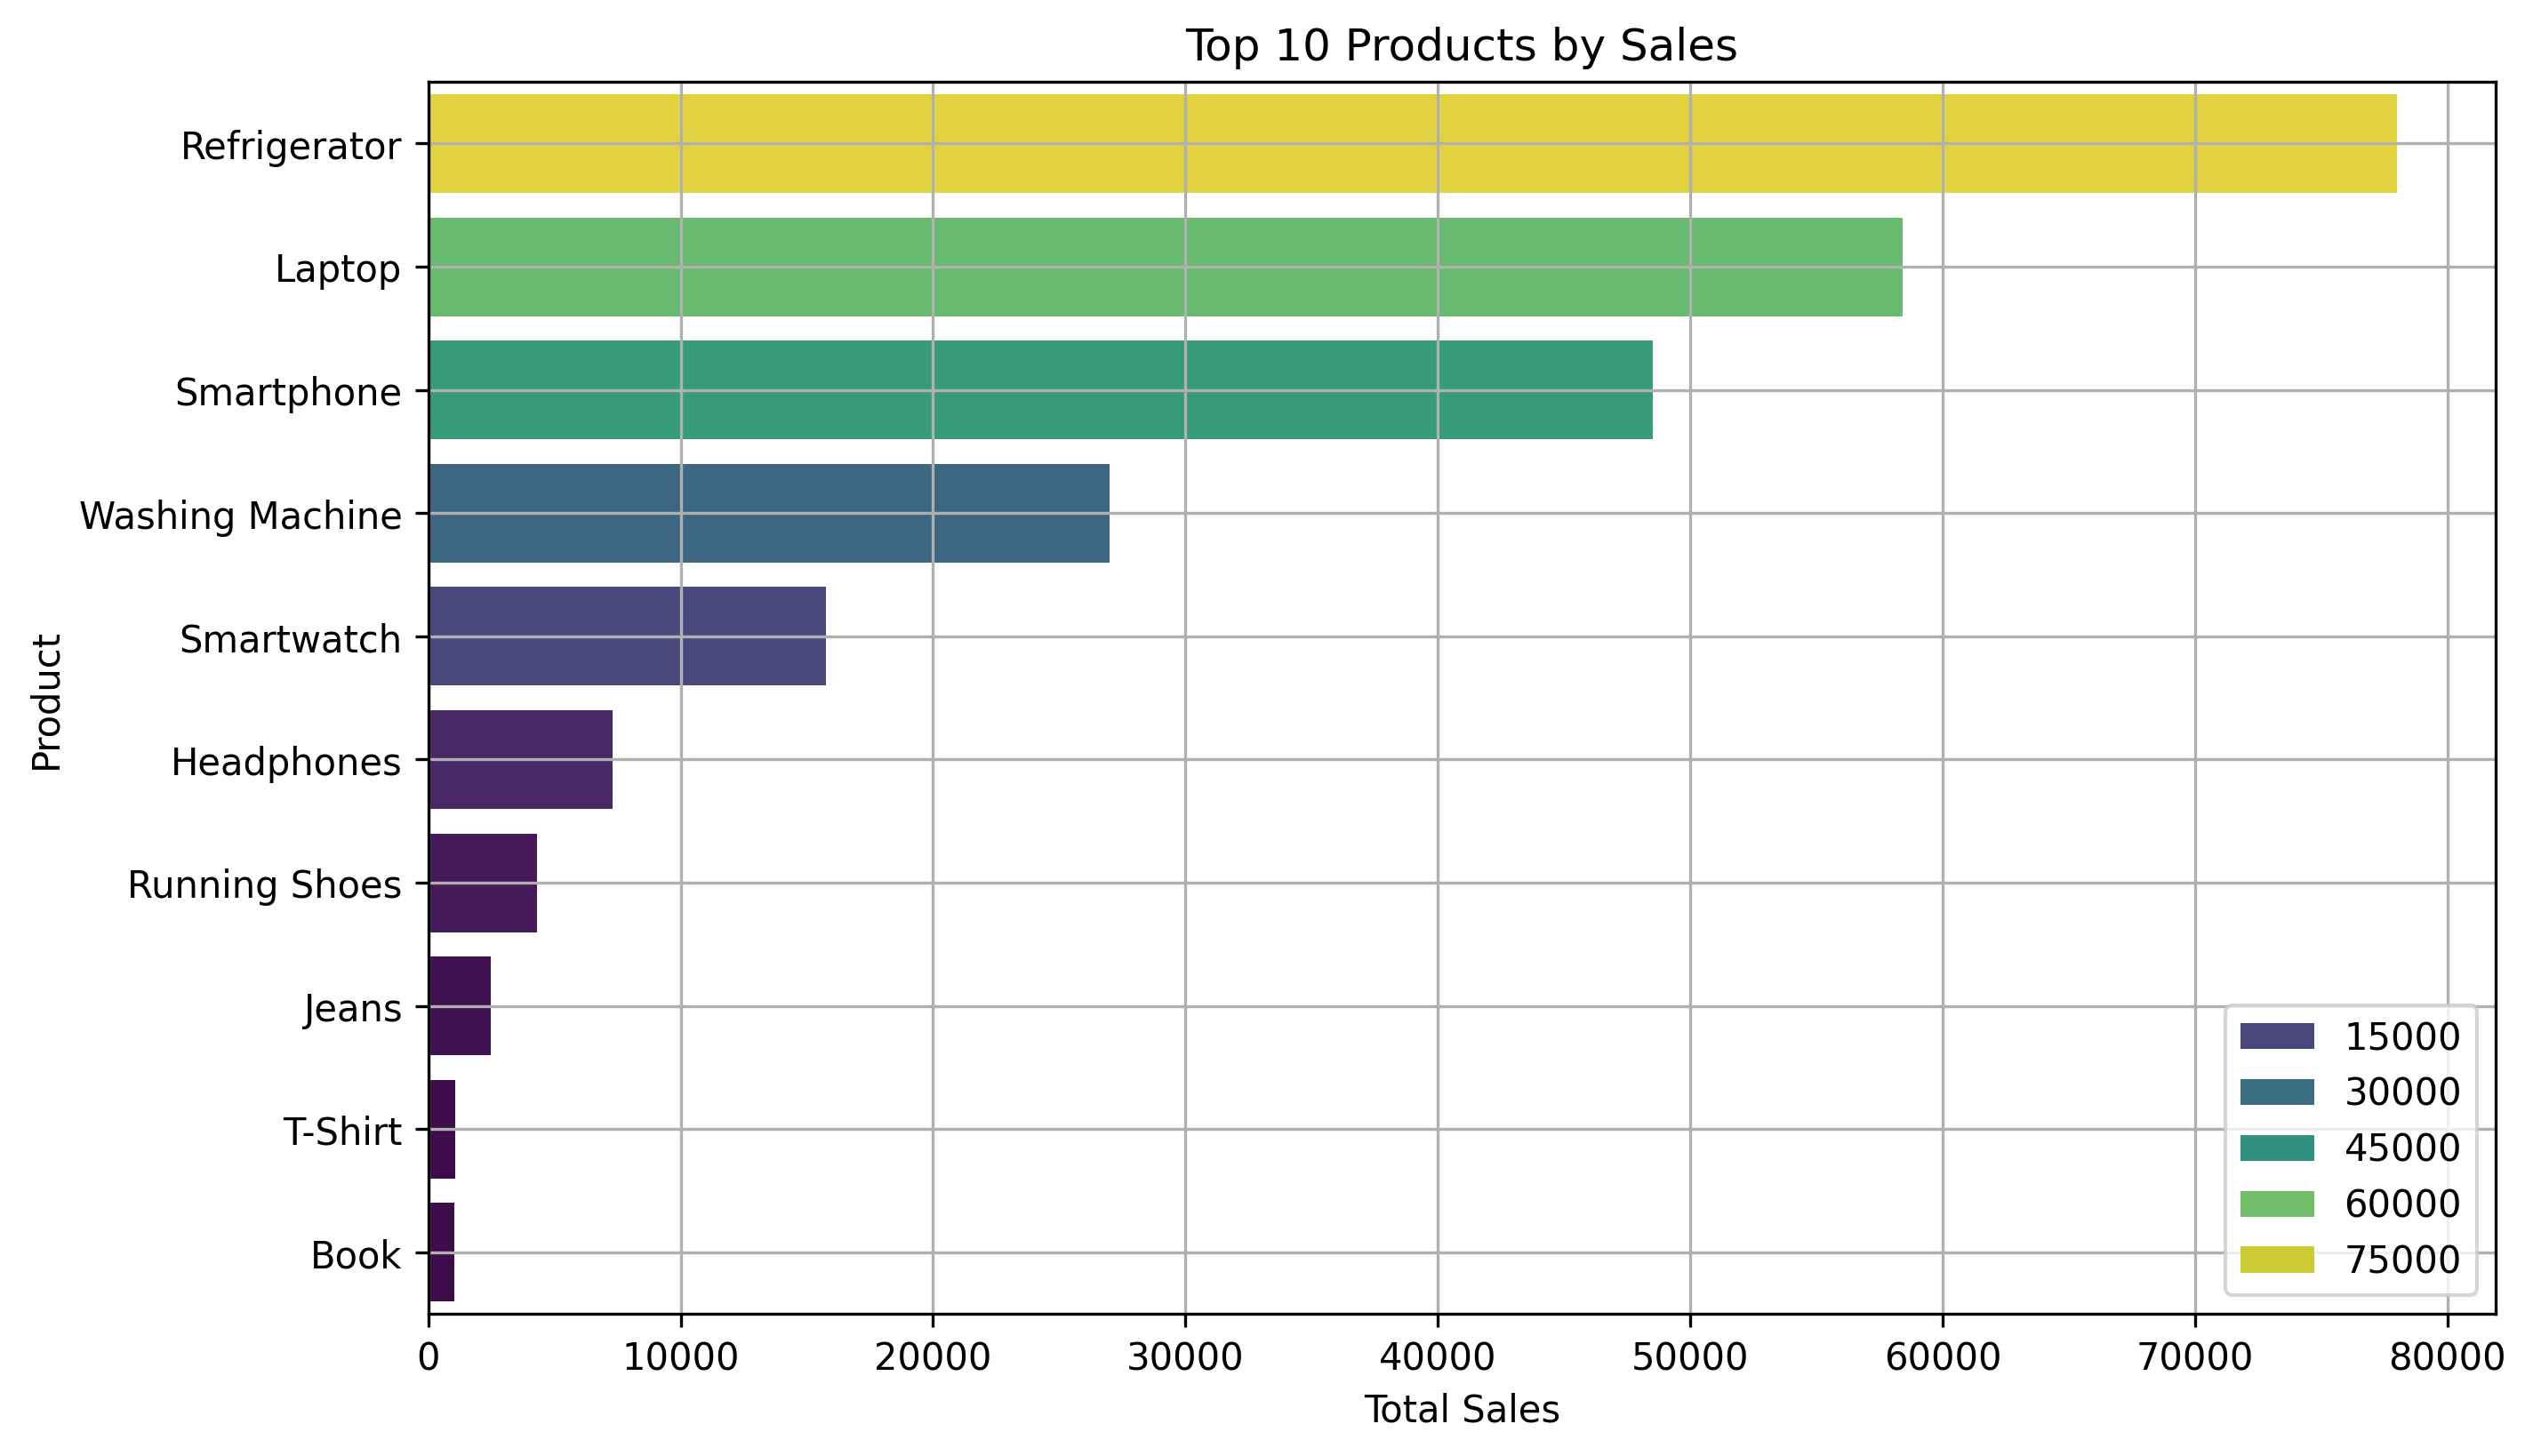 Top 10 Products by Sales
Product
Refrigerator
Laptop
Smartphone
Washing Machine
Smartwatch
Headphones
Running Shoes
Jeans
T-Shirt
Book
15000
30000
45000
60000
75000
0 10000 20000 30000 40000 50000 60000 70000 80000
Total Sales